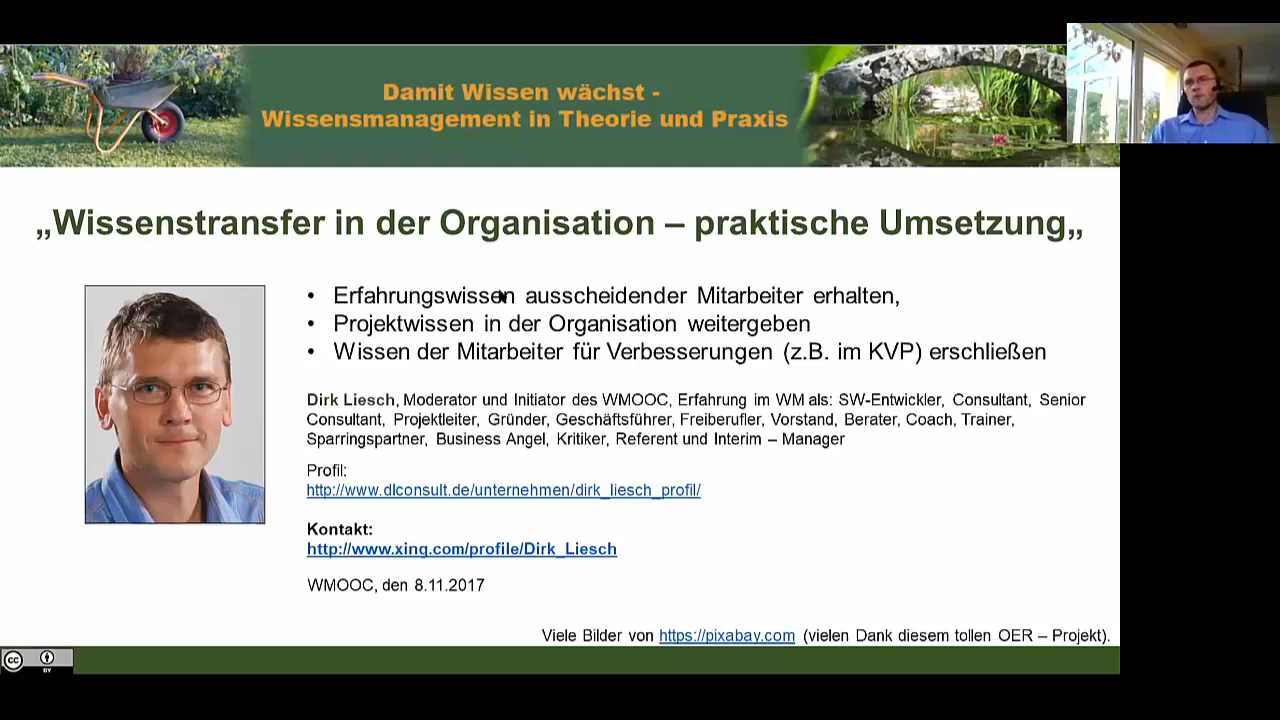 Damit Wissen wächst -
Wissensmanagement in Theorie und Praxis
„Wissenstransfer in der Organisation – praktische Umsetzung„
• Erfahrungswissen ausscheidender Mitarbeiter erhalten,
• Projektwissen in der Organisation weitergeben
• Wissen der Mitarbeiter für Verbesserungen (z.B. im KVP) erschließen
Dirk Liesch, Moderator und Initiator des WMOOC, Erfahrung im WM als: SW-Entwickler, Consultant, Senior
Consultant, Projektleiter, Gründer, Geschäftsführer, Freiberufler, Vorstand, Berater, Coach, Trainer,
Sparringspartner, Business Angel, Kritiker, Referent und Interim – Manager
Profil:
http://www.dlconsult.de/unternehmen/dirk_liesch_profil/
Kontakt:
http://www.xing.com/profile/Dirk_Liesch
WMOOC, den 8.11.2017
Viele Bilder von https://pixabay.com (vielen Dank diesem tollen OER – Projekt).
cc
BY